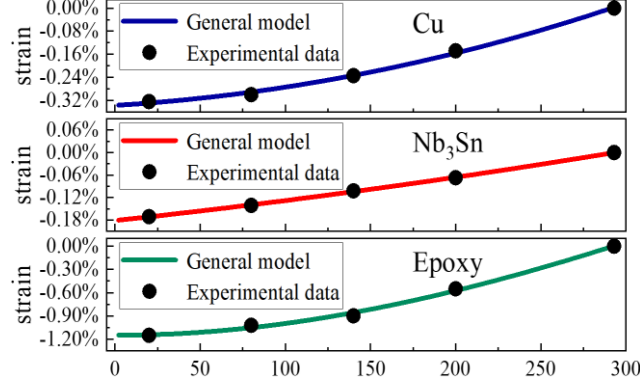 0.00%
-0.08%
-0.16%
-0.24%
-0.32%
strain
General model
Experimental data
Cu
0.06%
0.00%
-0.06%
-0.12%
-0.18%
strain
General model
Experimental data
Nb₃Sn
0.00%
-0.30%
-0.60%
-0.90%
-1.20%
strain
General model
Experimental data
Epoxy
0 50 100 150 200 250 300